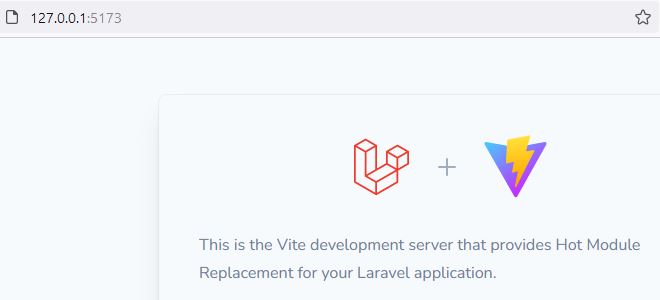 127.0.0.1:5173
This is the Vite development server that provides Hot Module
Replacement for your Laravel application.